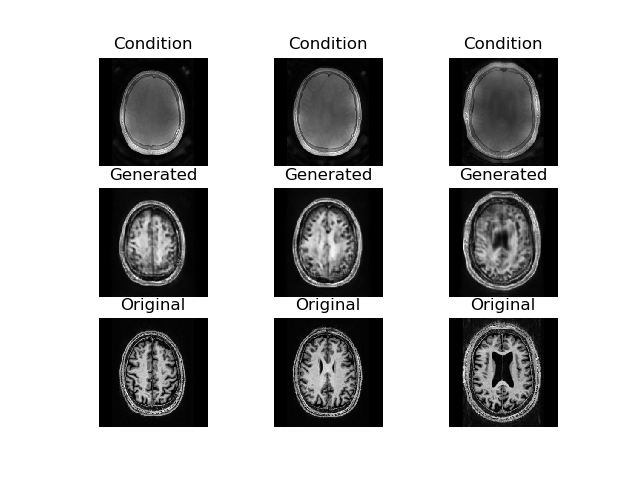 Condition Condition Condition
Generated Generated Generated
Original Original Original